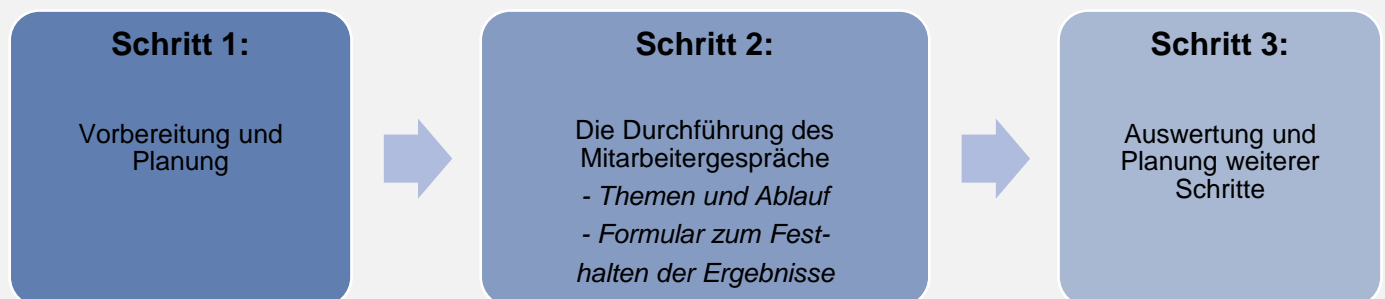 Schritt 1:
Vorbereitung und
Planung
Schritt 2:
Die Durchführung des
Mitarbeitergespräche
- Themen und Ablauf
- Formular zum Fest-
halten der Ergebnisse
Schritt 3:
Auswertung und
Planung weiterer
Schritte